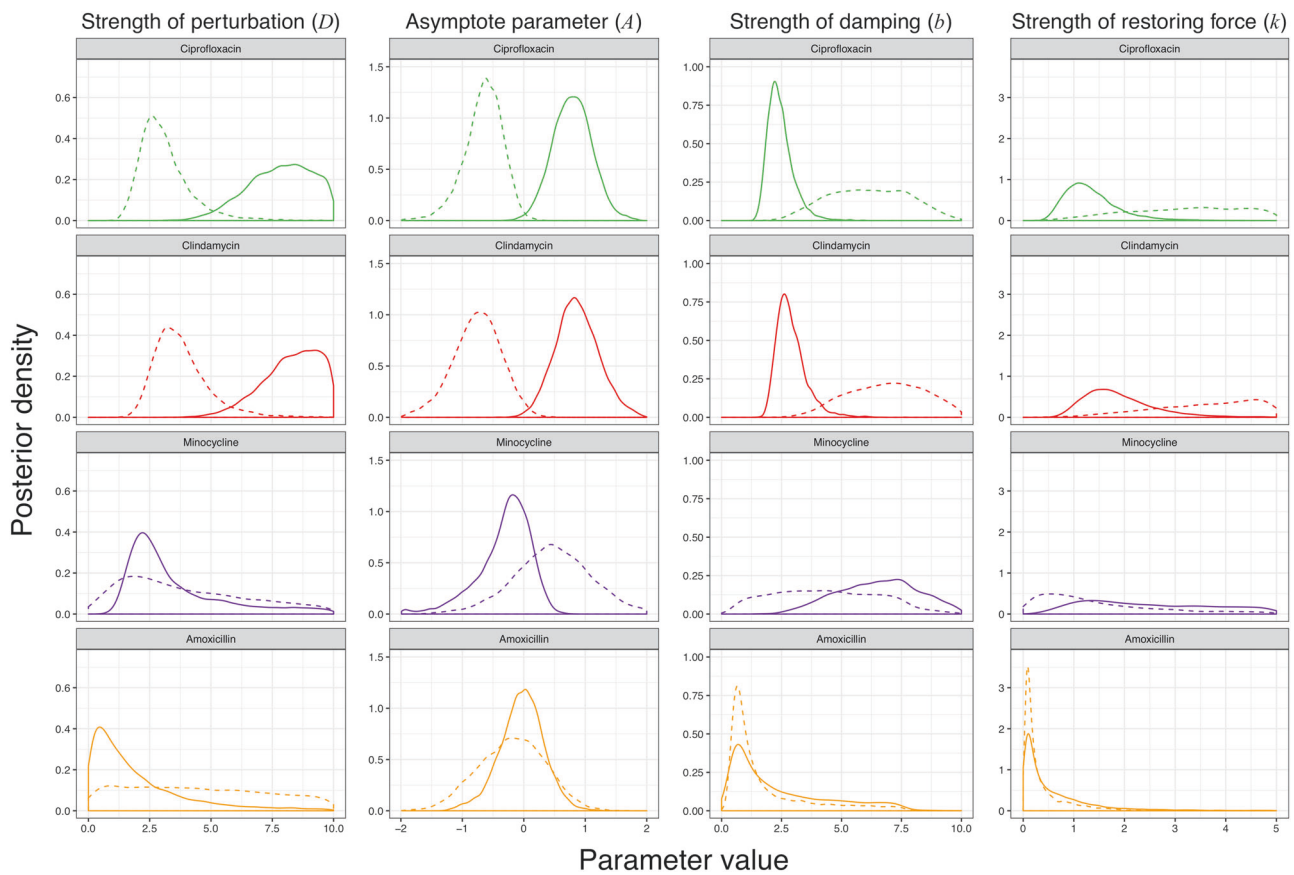 Strength of perturbation (D) Asymptote parameter (A) Strength of damping (b) Strength of restoring force (k)
Ciprofloxacin Ciprofloxacin Ciprofloxacin Ciprofloxacin
0.6 1.5 1.00 3
0.4 1.0 0.75 2
0.2 0.5 0.50 1
0.0 0.0 0.25 0
0.00
Clindamycin Clindamycin Clindamycin Clindamycin
0.6 1.5 1.00 3
0.4 1.0 0.75 2
0.2 0.5 0.50 1
0.0 0.0 0.25 0
0.00
Posterior density
Minocycline Minocycline Minocycline Minocycline
0.6 1.5 1.00 3
0.4 1.0 0.75 2
0.2 0.5 0.50 1
0.0 0.0 0.25 0
0.00
Amoxicillin Amoxicillin Amoxicillin Amoxicillin
0.6 1.5 1.00 3
0.4 1.0 0.75 2
0.2 0.5 0.50 1
0.0 0.0 0.25 0
0.00
0.0 2.5 5.0 7.5 10.0 −2 −1 0 1 2 0.0 2.5 5.0 7.5 10.0 0 1 2 3 4 5
Parameter value